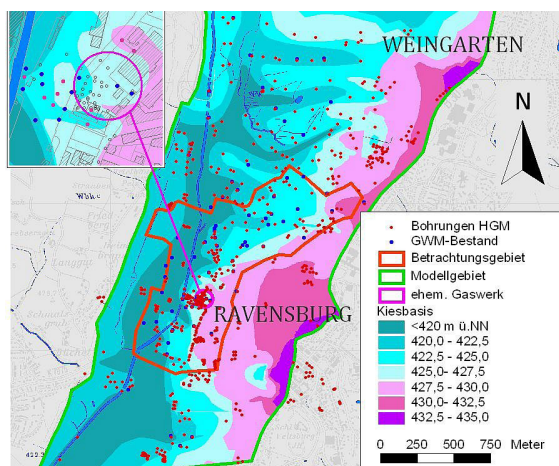 WEINGARTEN
N
Wbh.
RAVENSBURG
Bohrungen HGM
GWM-Bestand
Betrachtungsgebiet
Modellgebiet
ehem. Gaswerk
Kiesbasis
<420 m ü.NN
420,0 - 422,5
422,5 - 425,0
425,0- 427,5
427,5 - 430,0
430,0- 432,5
432,5 - 435,0
Meter
0 250 500 750